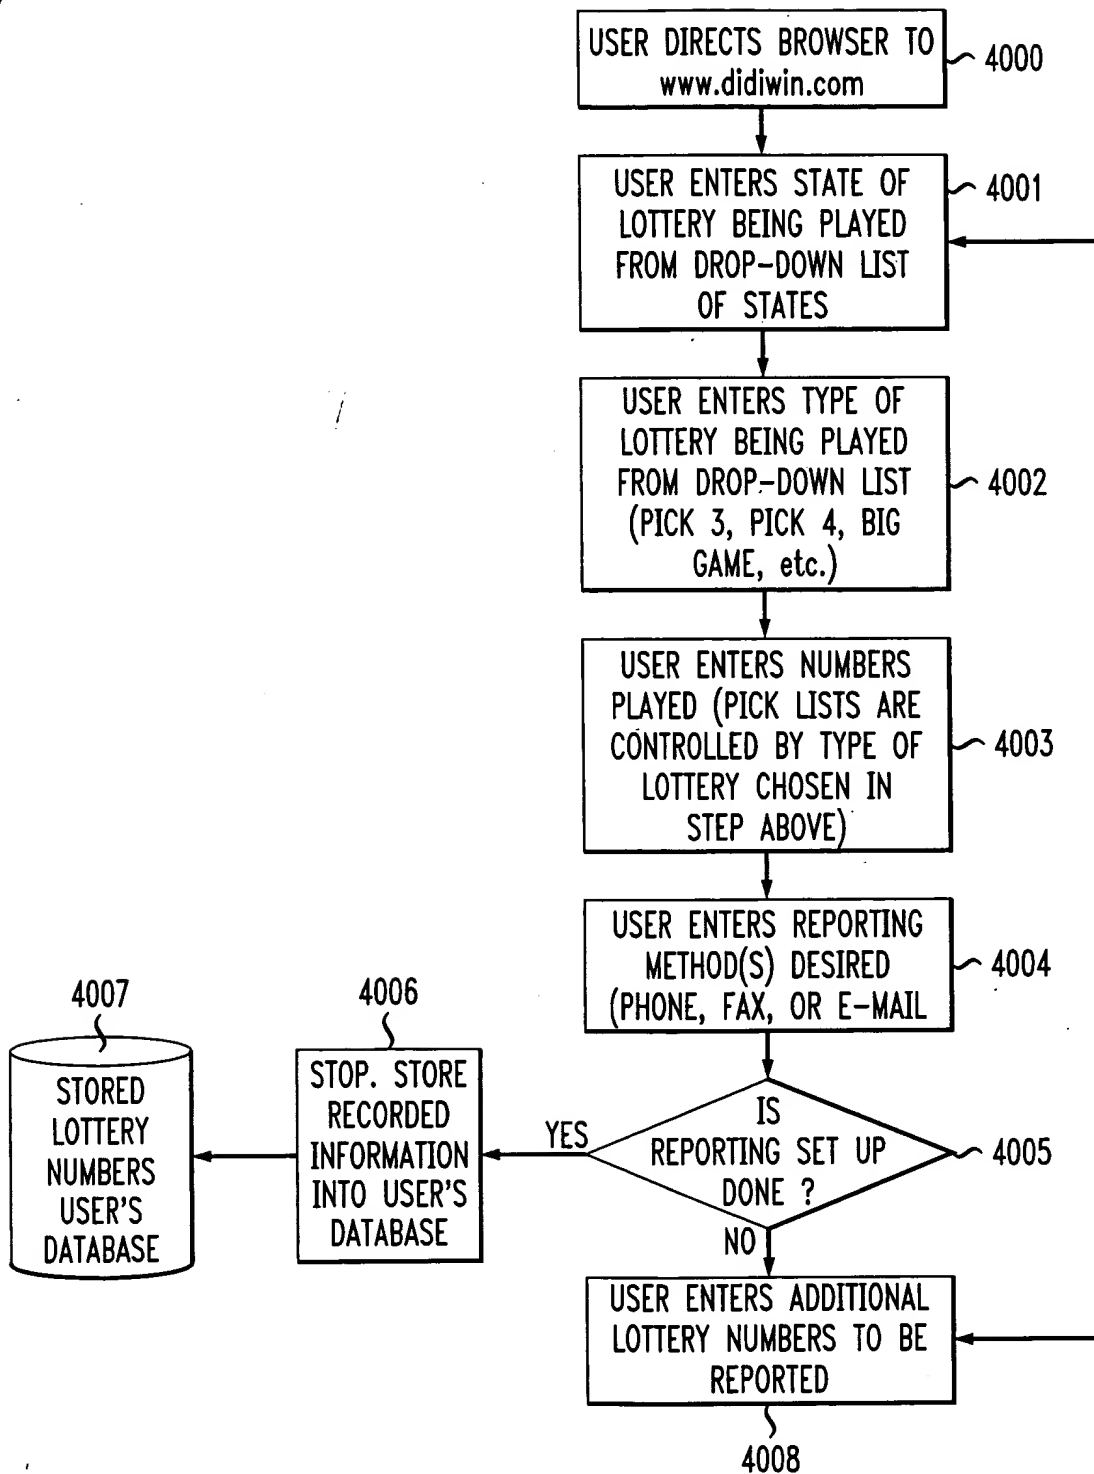 USER DIRECTS BROWSER TO
www.didiwin.com
4000
USER ENTERS STATE OF
LOTTERY BEING PLAYED
FROM DROP-DOWN LIST
OF STATES
4001
USER ENTERS TYPE OF
LOTTERY BEING PLAYED
FROM DROP-DOWN LIST
(PICK 3, PICK 4, BIG
GAME, etc.)
4002
USER ENTERS NUMBERS
PLAYED (PICK LISTS ARE
CONTROLLED BY TYPE OF
LOTTERY CHOSEN IN
STEP ABOVE)
4003
USER ENTERS REPORTING
METHOD(S) DESIRED
(PHONE, FAX, OR E-MAIL
4004
IS
REPORTING SET UP
DONE ?
4005
YES
4006
STOP. STORE
RECORDED
INFORMATION
INTO USER'S
DATABASE
4007
STORED
LOTTERY
NUMBERS
USER'S
DATABASE
NO
USER ENTERS ADDITIONAL
LOTTERY NUMBERS TO BE
REPORTED
4008